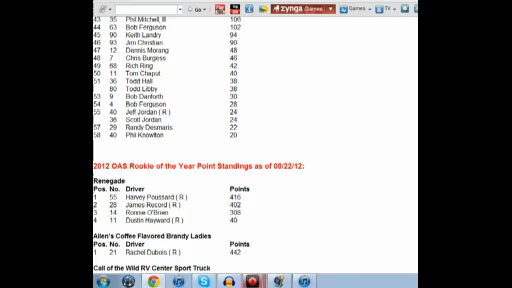 Go
zynga Games
Games
TV
43 35 Phil Mitchell, II 106
44 63 Bob Ferguson 102
45 90 Keith Landry 94
46 93 Jim Christian 90
47 12 Dennis Morang 48
48 7 Chris Burgess 46
49 68 Rich Ring 42
50 11 Tom Chaput 40
51 36 Todd Hall 38
80 Todd Libby 38
53 9 Bob Danforth 30
54 4 Bob Ferguson 28
55 40 Jeff Jordan ( R ) 24
36 Scott Jordan 24
57 29 Randy Desmaris 22
58 40 Phil Knowlton 20
2012 OAS Rookie of the Year Point Standings as of 08/22/12:
Renegade
Pos. No. Driver Points
1 55 Harvey Poussard ( R ) 416
2 28 James Record ( R ) 402
3 14 Ronnie O'Brien 308
4 11 Dustin Hayward ( R ) 40
Allen's Coffee Flavored Brandy Ladies
Pos. No. Driver Points
1 21 Rachel Dubois ( R ) 442
Call of the Wild RV Center Sport Truck